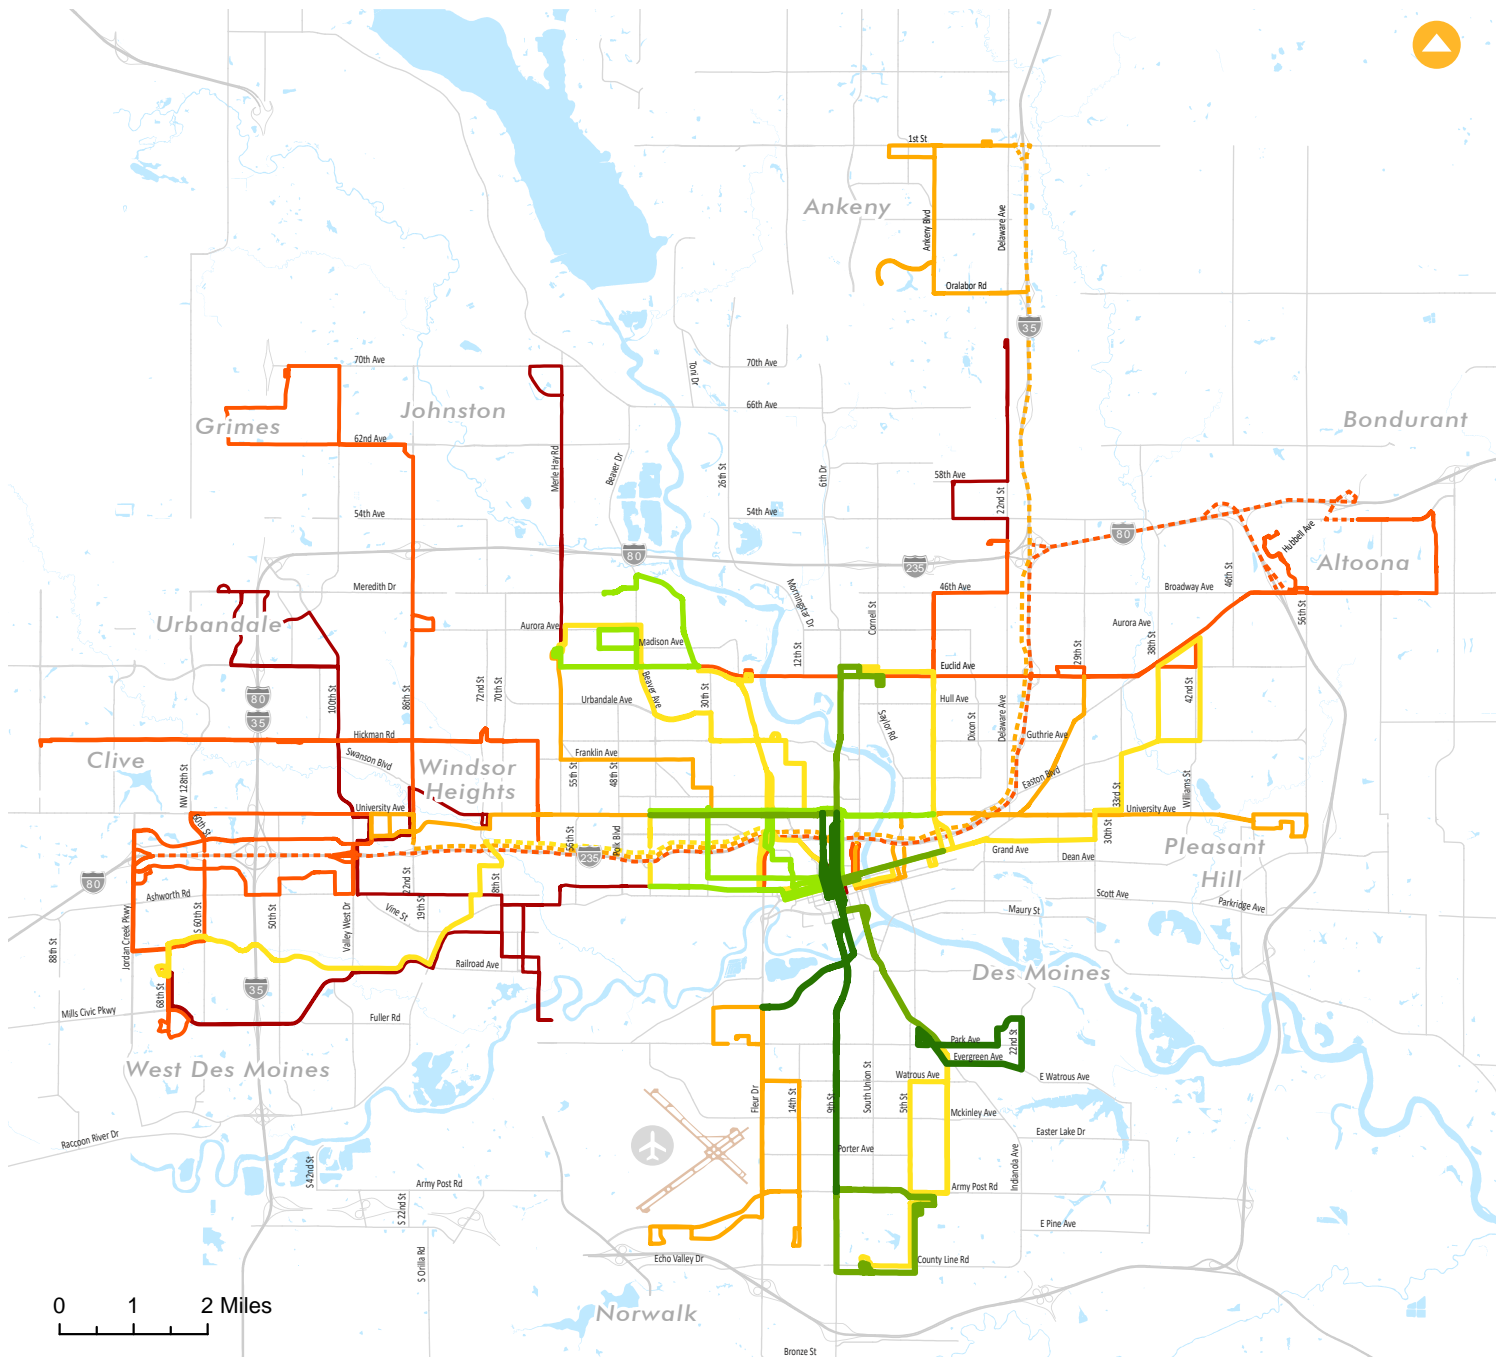 1st St
Ankeny
Ankeny Blvd
Delaware Ave
Oralabor Rd
35
70th Ave
Toni Dr
70th Ave
66th Ave
Johnston
Grimes
Bondurant
62nd Ave
Merle Hay Rd
Beaver Dr
26th St
6th Dr
58th Ave
22nd St
54th Ave
54th Ave
80
235
80
Hubbell Ave
Altoona
46th St
Meredith Dr
46th Ave
Broadway Ave
56th St
Morningstar Dr
Cornell St
Urbandale
Aurora Ave
Madison Ave
Aurora Ave
38th St
12th St
Euclid Ave
29th St
80
35
100th St
86th St
72nd St
70th St
Urbandale Ave
Beaver Ave
30th St
Hull Ave
42nd St
Saylor Rd
Dixon St
Delaware Ave
Guthrie Ave
Hickman Rd
Clive
Swanson Blvd
Windsor
Heights
Franklin Ave
55th St
48th St
Easton Blvd
NW 128th St
60th St
University Ave
33rd St
Williams St
University Ave
56th St
Polk Blvd
235
Grand Ave
Dean Ave
30th St
Pleasant
Hill
80
Ashworth Rd
22nd St
8th St
Scott Ave
Parkridge Ave
Jordan Creek Pkwy
S 60th St
50th St
Valley West Dr
Vine St
19th St
Maury St
88th St
Railroad Ave
Des Moines
68th St
35
Mills Civic Pkwy
Fuller Rd
West Des Moines
Park Ave
Evergreen Ave
22nd St
Watrous Ave
E Watrous Ave
Fleur Dr
14th St
9th St
South Union St
5th St
Mckinley Ave
Easter Lake Dr
Raccoon River Dr
Porter Ave
Indianola Ave
S 42nd St
Army Post Rd
Army Post Rd
S 22nd St
E Pine Ave
S Orilla Rd
Echo Valley Dr
County Line Rd
0 1 2 Miles
Norwalk
Bronze St